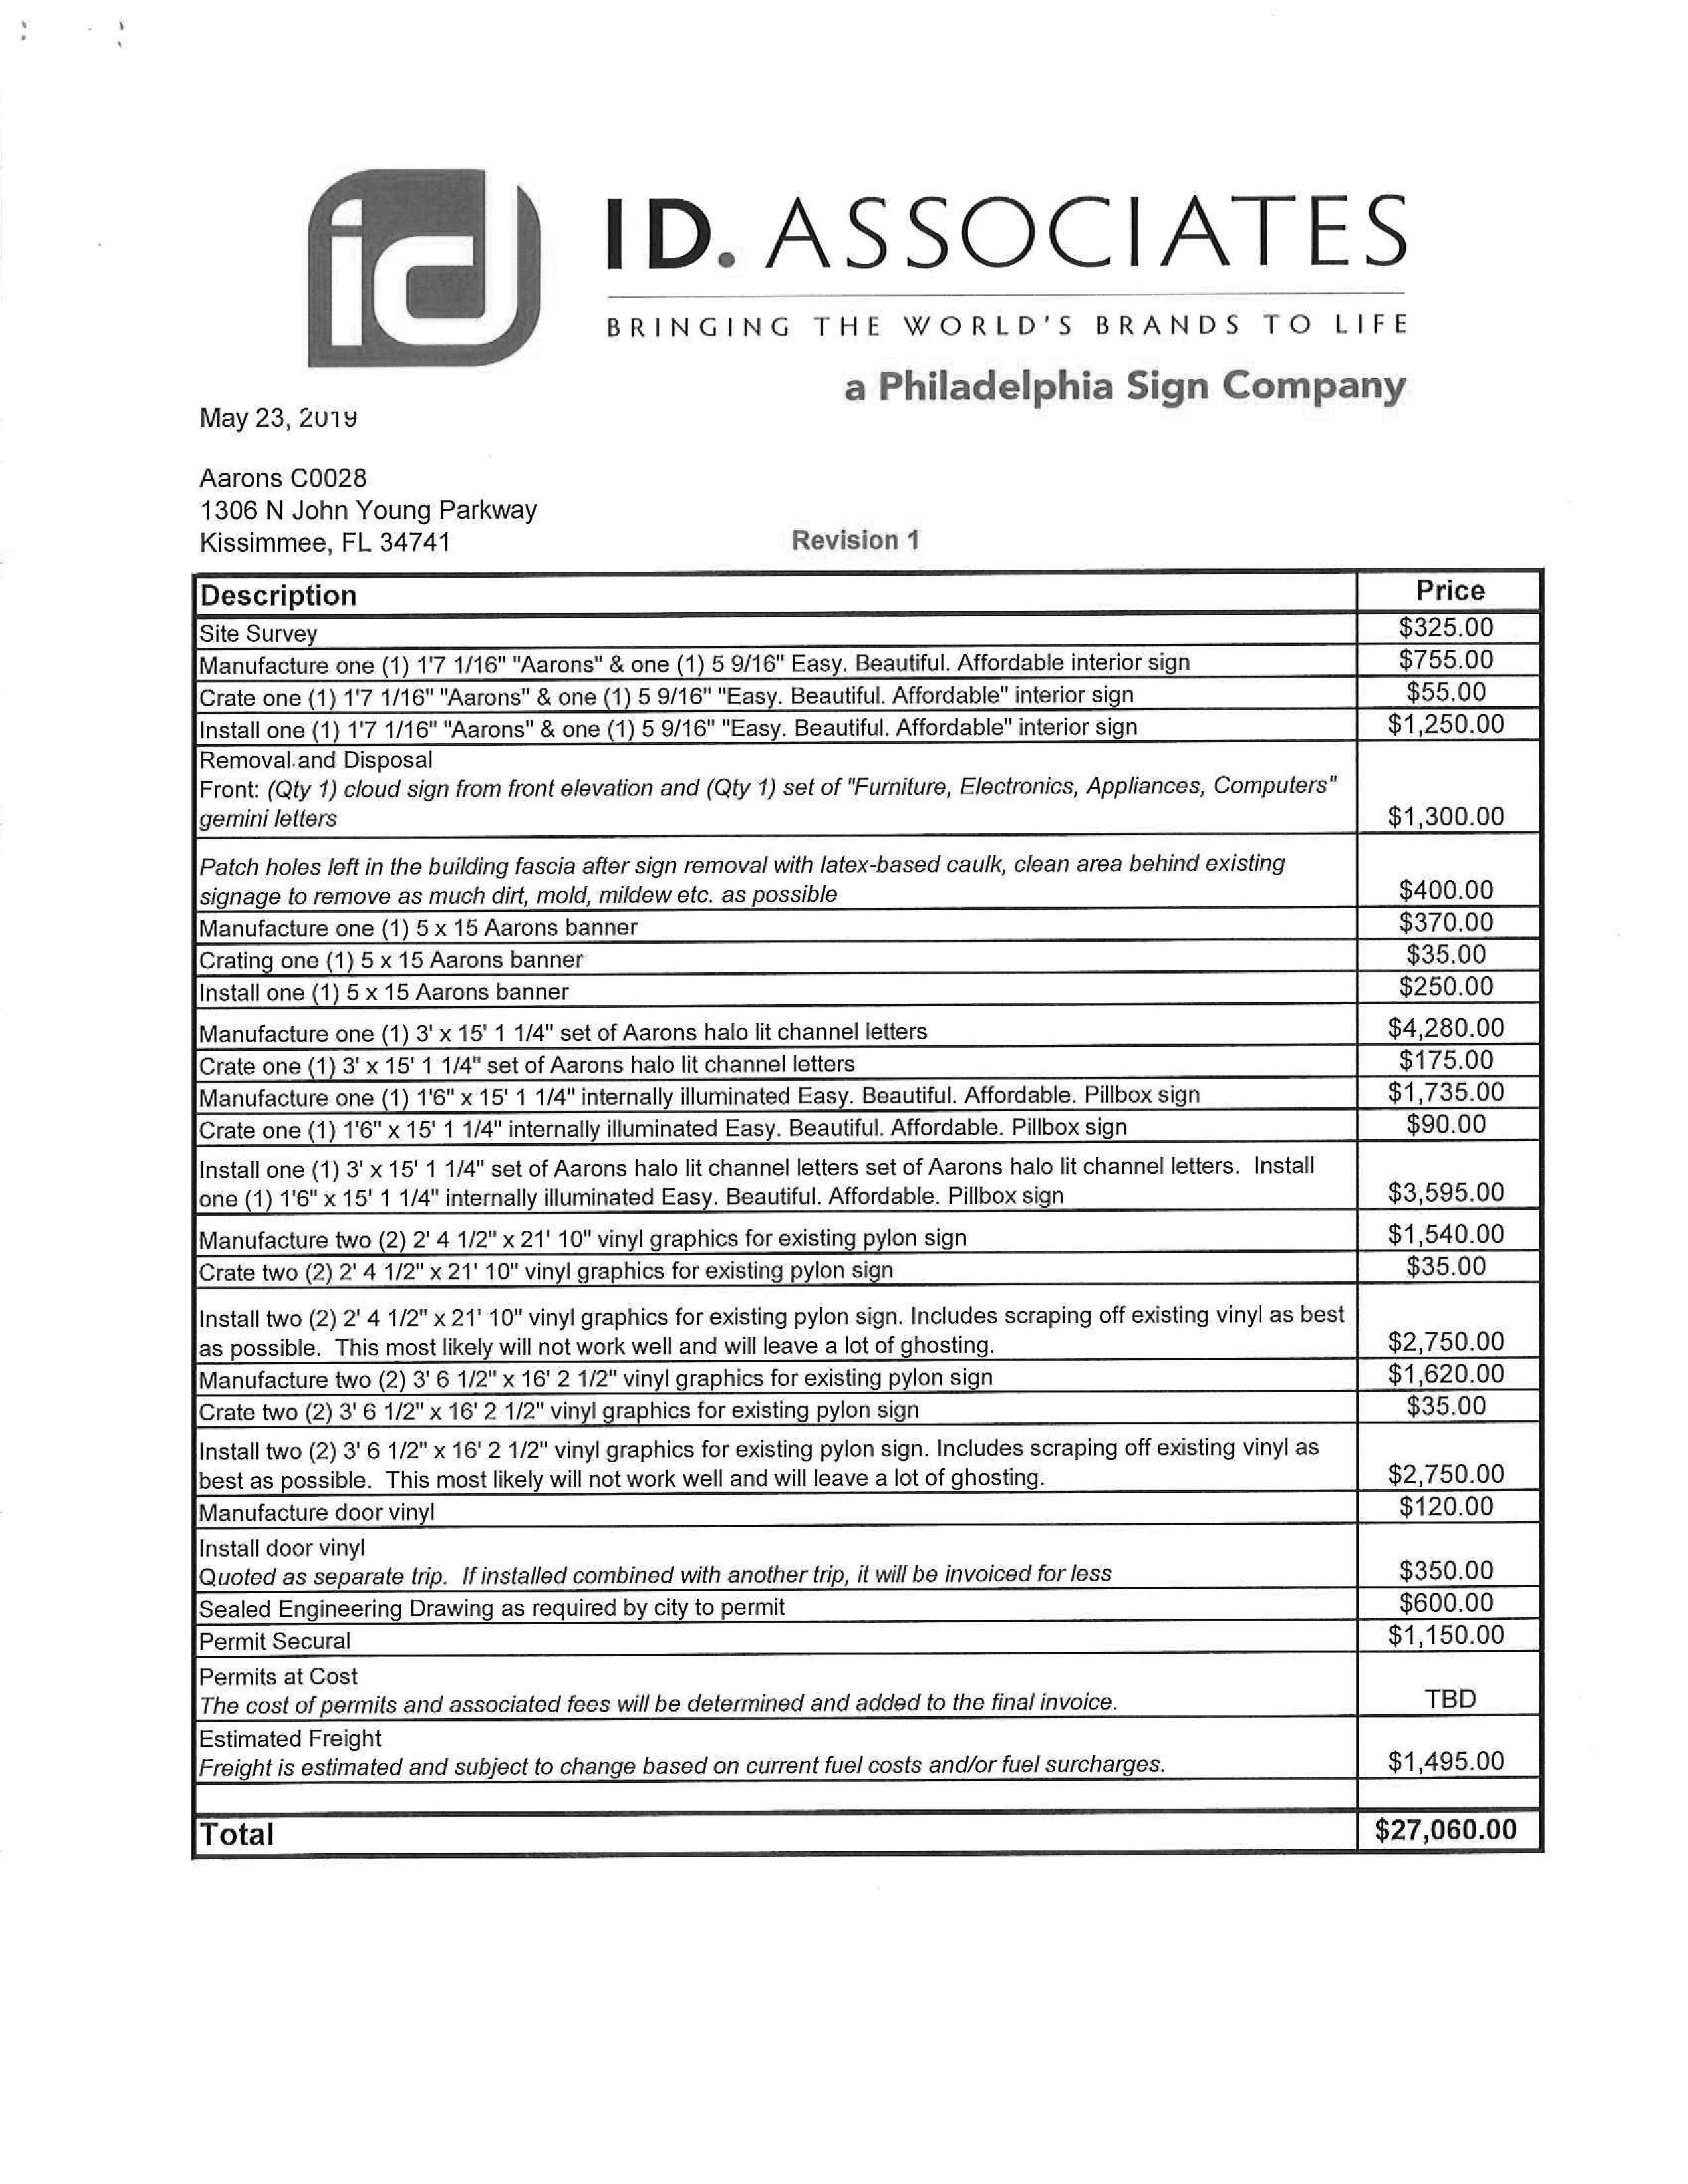 id
ID. ASSOCIATES
BRINGING THE WORLD'S BRANDS TO LIFE
a Philadelphia Sign Company
May 23, 2019
Aarons C0028
1306 N John Young Parkway
Kissimmee, FL 34741
Revision 1
Description Price
Site Survey $325.00
Manufacture one (1) 1'7 1/16" "Aarons" & one (1) 5 9/16" Easy. Beautiful. Affordable interior sign $755.00
Crate one (1) 1'7 1/16" "Aarons" & one (1) 5 9/16" "Easy. Beautiful. Affordable" interior sign $55.00
Install one (1) 1'7 1/16" "Aarons" & one (1) 5 9/16" "Easy. Beautiful. Affordable" interior sign $1,250.00
Removal and Disposal
Front: (Qty 1) cloud sign from front elevation and (Qty 1) set of "Furniture, Electronics, Appliances, Computers"
gemini letters $1,300.00
Patch holes left in the building fascia after sign removal with latex-based caulk, clean area behind existing
signage to remove as much dirt, mold, mildew etc. as possible $400.00
Manufacture one (1) 5 x 15 Aarons banner $370.00
Crating one (1) 5 x 15 Aarons banner $35.00
Install one (1) 5 x 15 Aarons banner $250.00
Manufacture one (1) 3' x 15' 1 1/4" set of Aarons halo lit channel letters $4,280.00
Crate one (1) 3' x 15' 1 1/4" set of Aarons halo lit channel letters $175.00
Manufacture one (1) 1'6" x 15' 1 1/4" internally illuminated Easy. Beautiful. Affordable. Pillbox sign $1,735.00
Crate one (1) 1'6" x 15' 1 1/4" internally illuminated Easy. Beautiful. Affordable. Pillbox sign $90.00
Install one (1) 3' x 15' 1 1/4" set of Aarons halo lit channel letters set of Aarons halo lit channel letters. Install
one (1) 1'6" x 15' 1 1/4" internally illuminated Easy. Beautiful. Affordable. Pillbox sign $3,595.00
Manufacture two (2) 2' 4 1/2" x 21' 10" vinyl graphics for existing pylon sign $1,540.00
Crate two (2) 2' 4 1/2" x 21' 10" vinyl graphics for existing pylon sign $35.00
Install two (2) 2' 4 1/2" x 21' 10" vinyl graphics for existing pylon sign. Includes scraping off existing vinyl as best
as possible. This most likely will not work well and will leave a lot of ghosting. $2,750.00
Manufacture two (2) 3' 6 1/2" x 16' 2 1/2" vinyl graphics for existing pylon sign $1,620.00
Crate two (2) 3' 6 1/2" x 16' 2 1/2" vinyl graphics for existing pylon sign $35.00
Install two (2) 3' 6 1/2" x 16' 2 1/2" vinyl graphics for existing pylon sign. Includes scraping off existing vinyl as
best as possible. This most likely will not work well and will leave a lot of ghosting. $2,750.00
Manufacture door vinyl $120.00
Install door vinyl
Quoted as separate trip. If installed combined with another trip, it will be invoiced for less $350.00
Sealed Engineering Drawing as required by city to permit $600.00
Permit Secural $1,150.00
Permits at Cost
The cost of permits and associated fees will be determined and added to the final invoice. TBD
Estimated Freight
Freight is estimated and subject to change based on current fuel costs and/or fuel surcharges. $1,495.00
Total $27,060.00